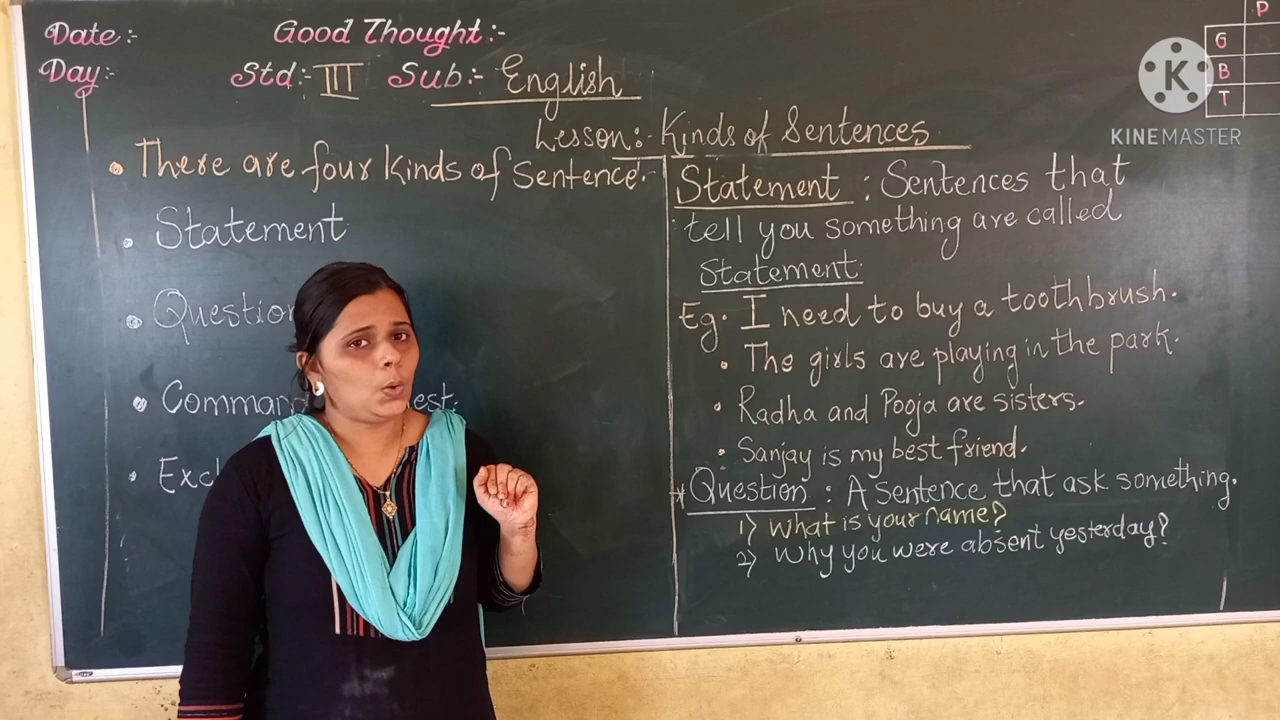 Date:-
Good Thought:-
Day:-
Std:- III Sub:- English
P
G
B
T
KINEMASTER
Lesson:- Kinds of Sentences
• There are four Kinds of Sentence:-
• Statement
• Question
• Command est:
• Excl
Statement : Sentences that
tell you something are called
Statement:
Eg. I need to buy a toothbrush.
• The girls are playing in the park.
• Radha and Pooja are sisters.
• Sanjay is my best friend.
* Question : A Sentence that ask something.
1) What is your name?
2) Why you were absent yesterday?